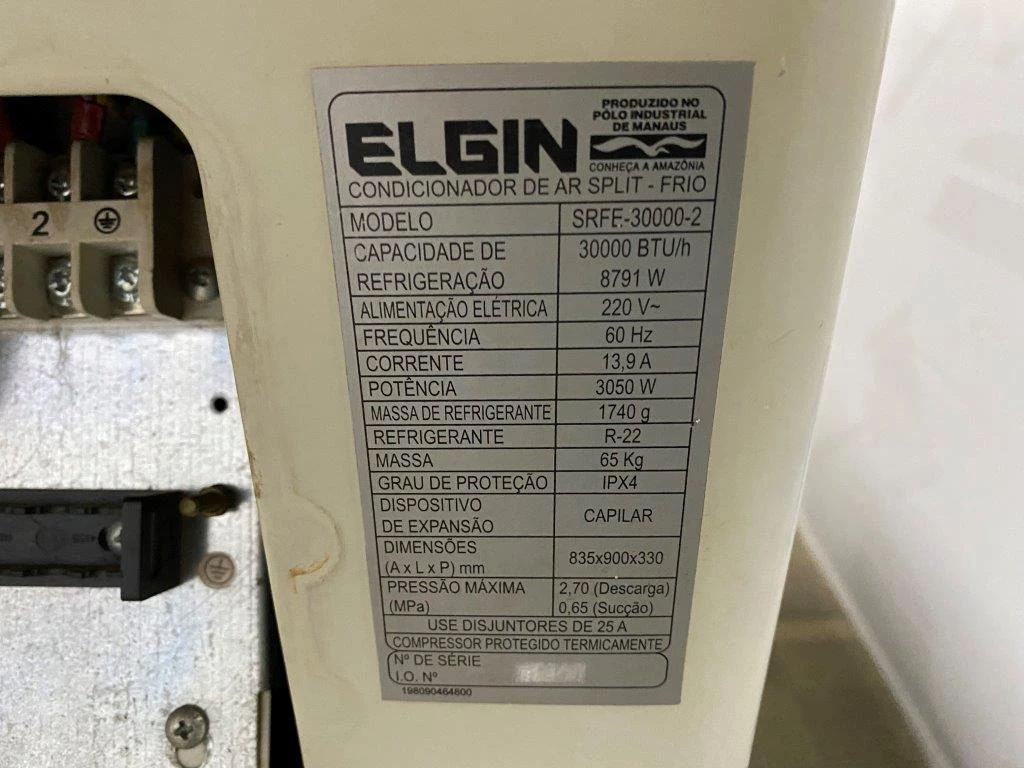 ELGIN
PRODUZIDO NO
PÓLO INDUSTRIAL
DE MANAUS
CONHEÇA A AMAZÔNIA
CONDICIONADOR DE AR SPLIT - FRIO
MODELO SRFE-30000-2
CAPACIDADE DE REFRIGERAÇÃO 30000 BTU/h
8791 W
ALIMENTAÇÃO ELÉTRICA 220 V~
FREQUÊNCIA 60 Hz
CORRENTE 13,9 A
POTÊNCIA 3050 W
MASSA DE REFRIGERANTE 1740 g
REFRIGERANTE R-22
MASSA 65 Kg
GRAU DE PROTEÇÃO IPX4
DISPOSITIVO
DE EXPANSÃO CAPILAR
DIMENSÕES
(A x L x P) mm 835x900x330
PRESSÃO MÁXIMA 2,70 (Descarga)
(MPa) 0,65 (Sucção)
USE DISJUNTORES DE 25 A
COMPRESSOR PROTEGIDO TERMICAMENTE
Nº DE SÉRIE
I.O. Nº
198090464800
2